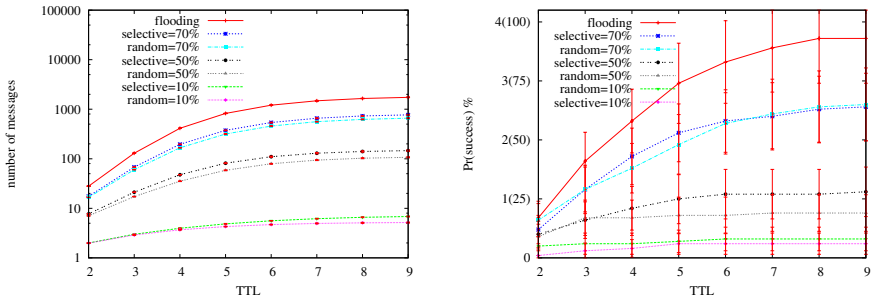 100000
10000
1000
100
10
1
number of messages
flooding
selective=70%
random=70%
selective=50%
random=50%
selective=10%
random=10%
2 3 4 5 6 7 8 9
TTL
4(100)
3(75)
2(50)
1(25)
0
Pr(success) %
flooding
selective=70%
random=70%
selective=50%
random=50%
random=10%
selective=10%
2 3 4 5 6 7 8 9
TTL